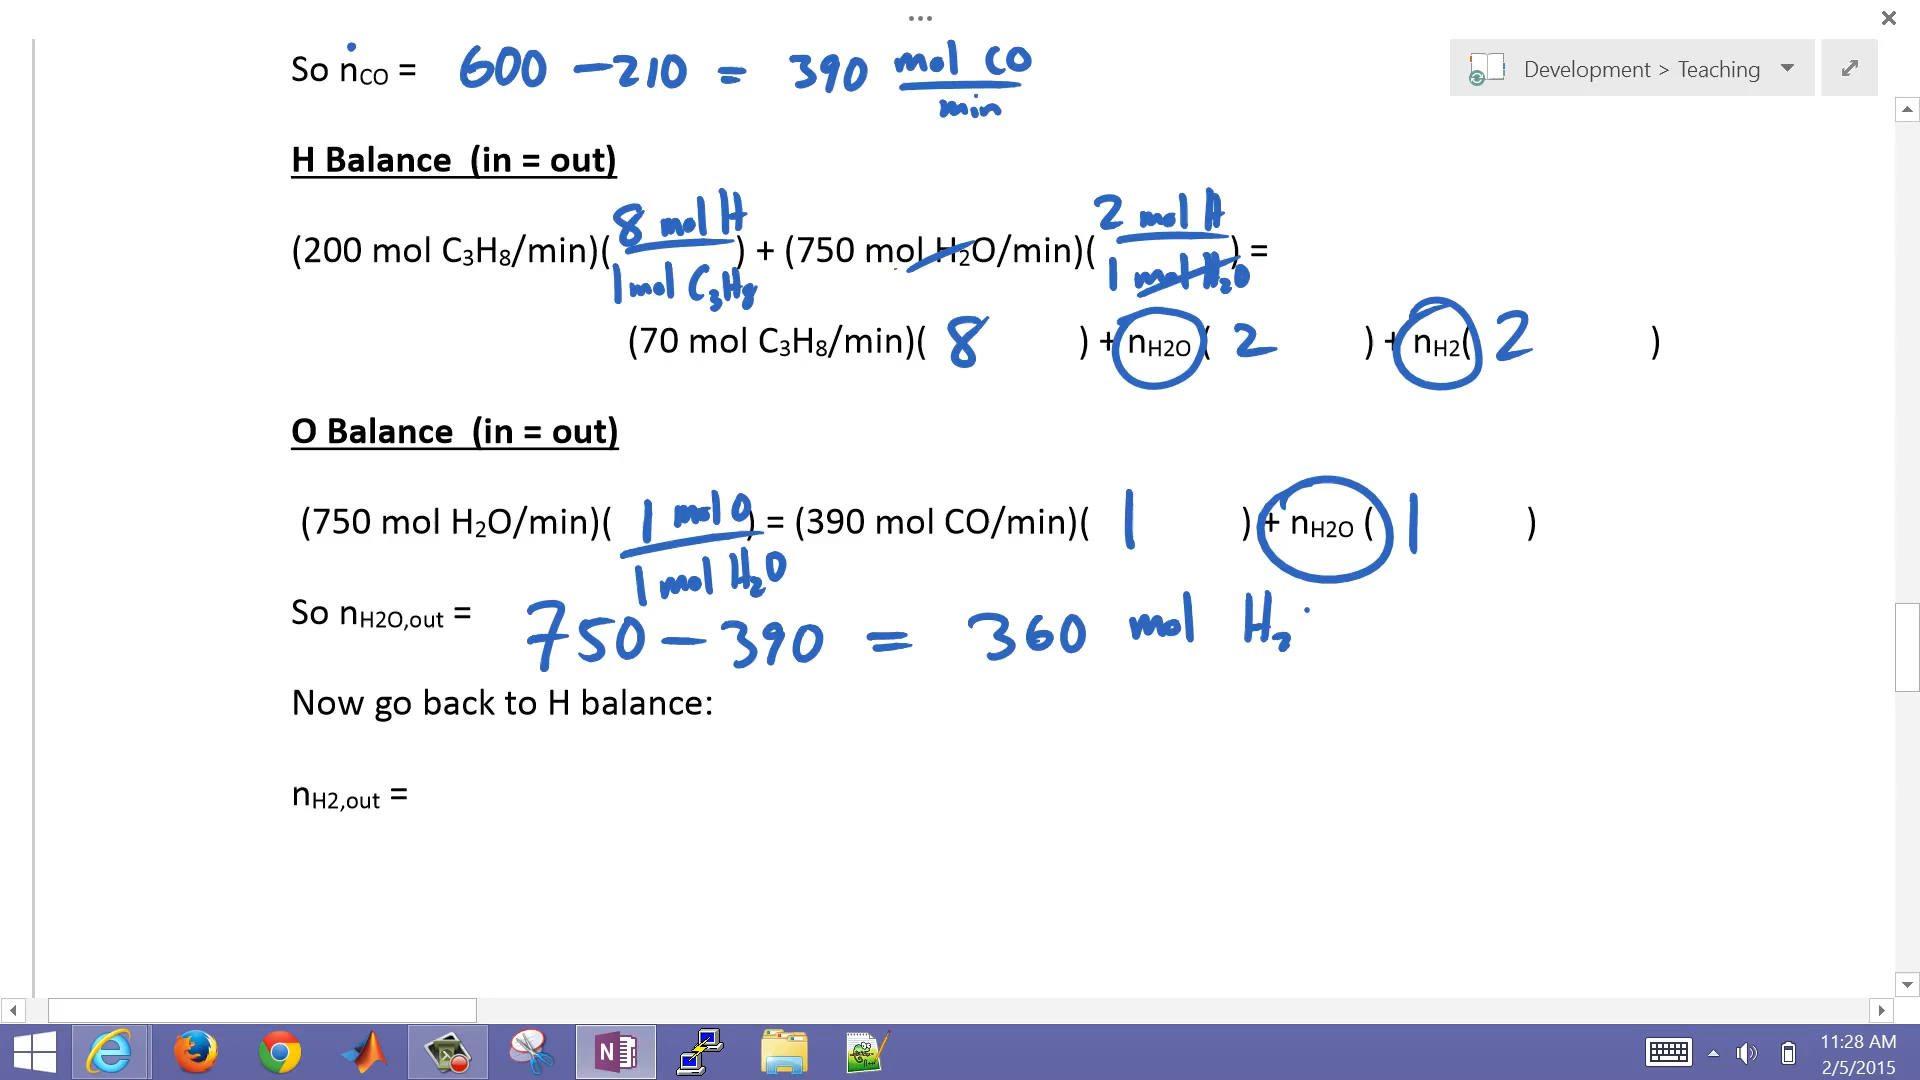 So ṅCO = 600 – 210 = 390 mol CO / min
Development > Teaching
H Balance (in = out)
(200 mol C₃H₈/min)( 8 mol H / 1 mol C₃H₈ ) + (750 mol H₂O/min)( 2 mol H / 1 mol H₂O ) =
(70 mol C₃H₈/min)( 8 ) + nH2O ( 2 ) + nH2( 2 )
O Balance (in = out)
(750 mol H₂O/min)( 1 mol O / 1 mol H₂O ) = (390 mol CO/min)( 1 ) + nH2O ( 1 )
So nH2O,out = 750 – 390 = 360 mol H₂
Now go back to H balance:
nH2,out =
11:28 AM
2/5/2015